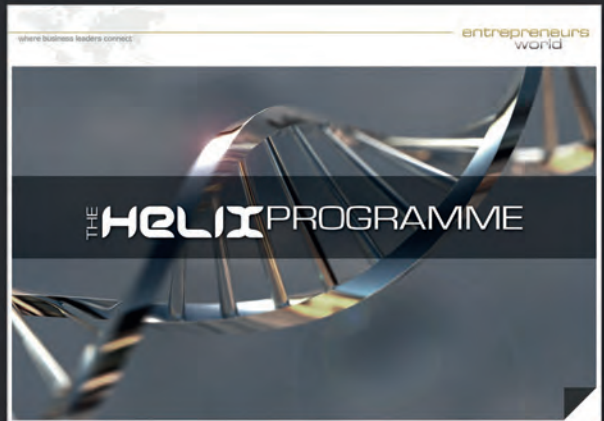 where business leaders connect
entrepreneurs
world
THE HELIX PROGRAMME